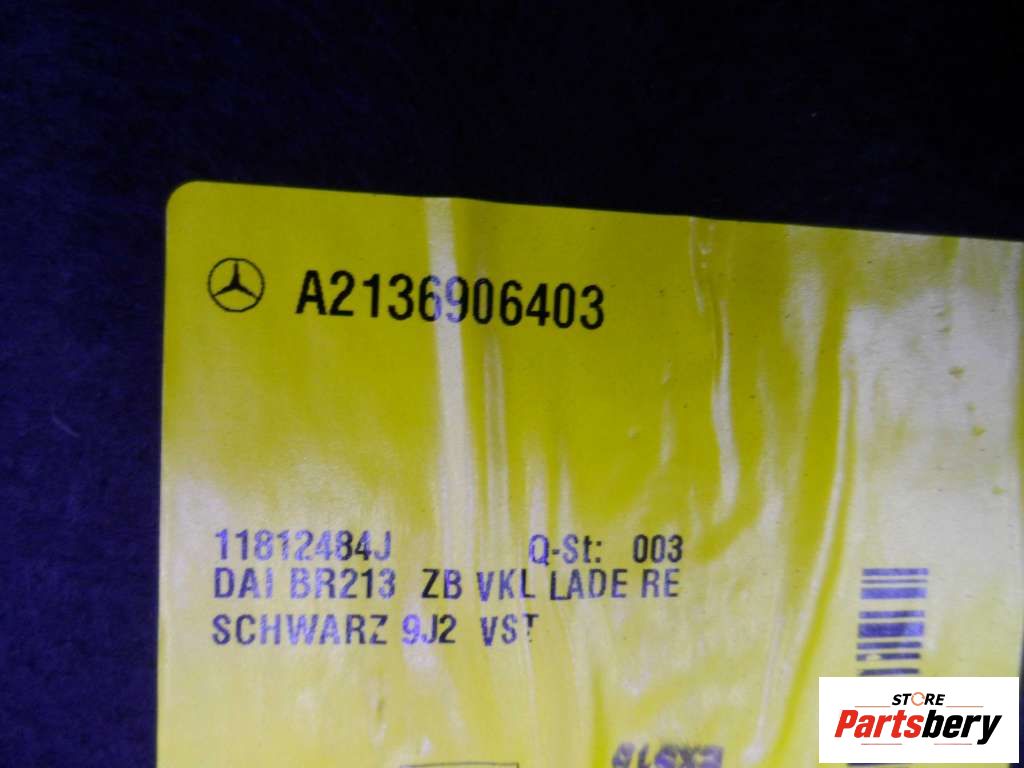 A2136906403
11812484J Q-St: 003
DAI BR213 ZB VKL LADE RE
SCHWARZ 9J2 VST
STORE
Partsbery